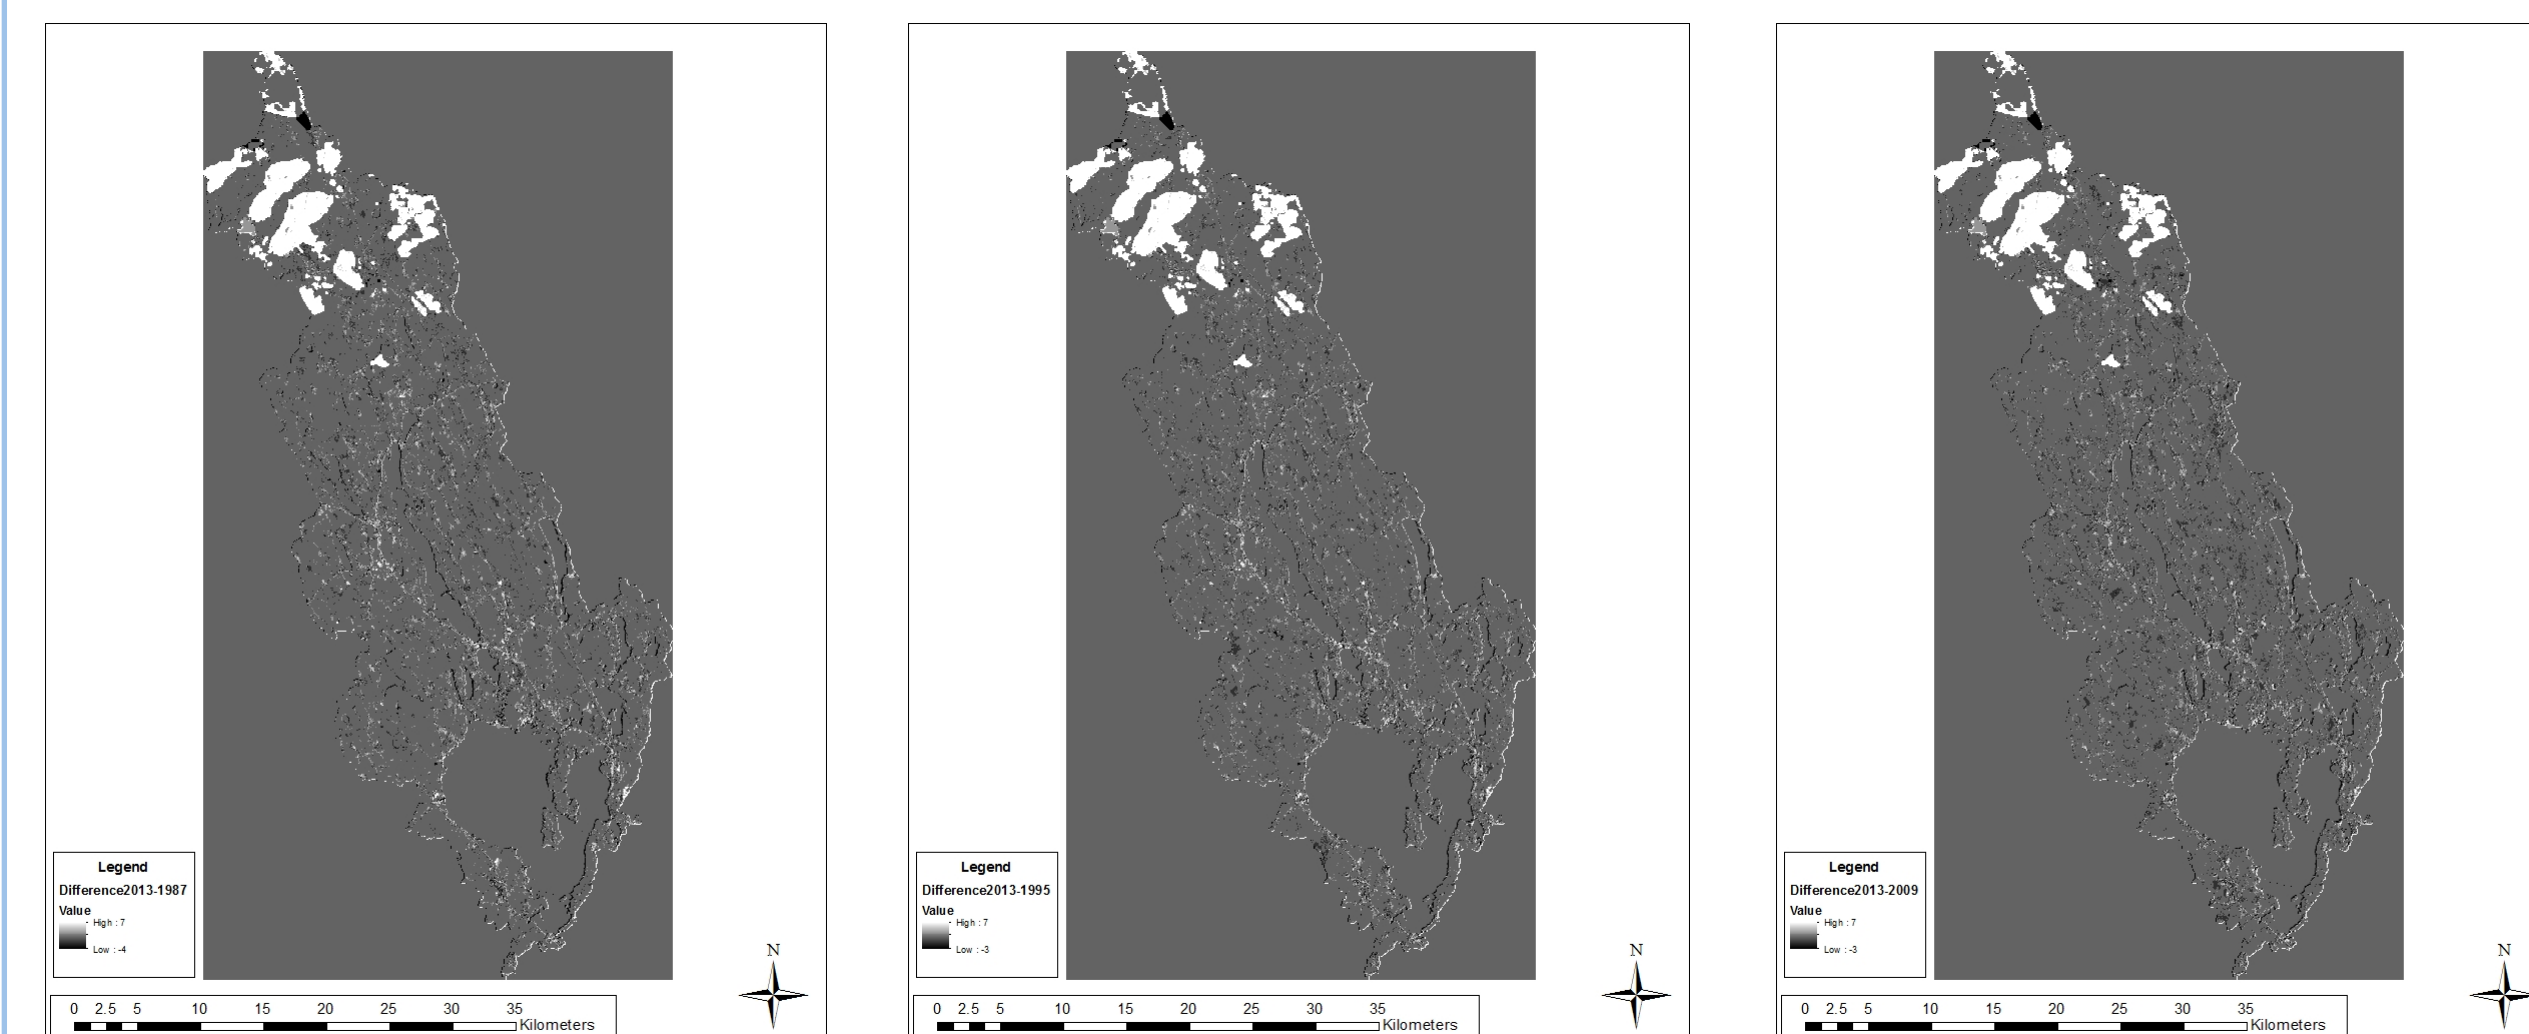 Legend
Difference2013-1987
Value
High : 7
Low : -4
N
0 2.5 5 10 15 20 25 30 35
Kilometers
Legend
Difference2013-1995
Value
High : 7
Low : -3
N
0 2.5 5 10 15 20 25 30 35
Kilometers
Legend
Difference2013-2009
Value
High : 7
Low : -3
N
0 2.5 5 10 15 20 25 30 35
Kilometers